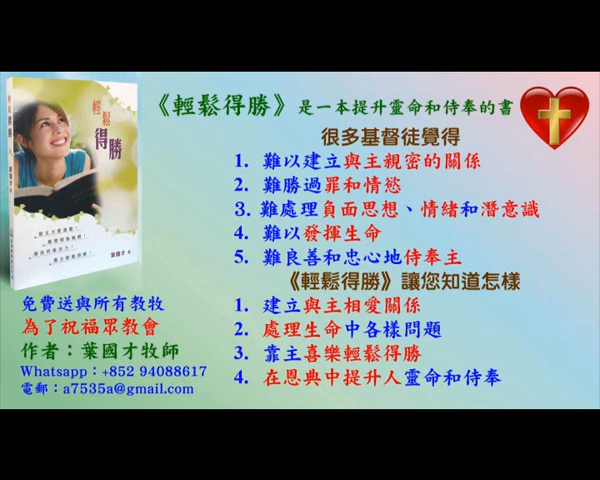 《輕鬆得勝》是一本提升靈命和侍奉的書
很多基督徒覺得
1. 難以建立與主親密的關係
2. 難勝過罪和情慾
3. 難處理負面思想、情緒和潛意識
4. 難以發揮生命
5. 難良善和忠心地侍奉主
《輕鬆得勝》讓您知道怎樣
1. 建立與主相愛關係
2. 處理生命中各樣問題
3. 靠主喜樂輕鬆得勝
4. 在恩典中提升人靈命和侍奉
輕鬆得勝
輕鬆
得勝
葉國才 著
免費送與所有教牧
為了祝福眾教會
作者：葉國才牧師
Whatsapp：+852 94088617
電郵：a7535a@gmail.com